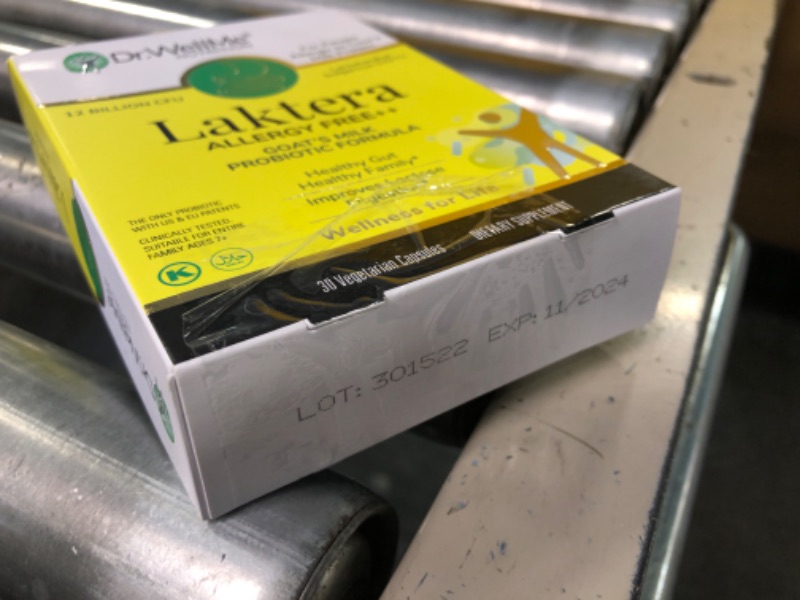 Dr.WellMe
12 BILLION CFU
Laktera
ALLERGY FREE++
GOAT'S MILK
PROBIOTIC FORMULA
Healthy Gut
Healthy Family*
Improves Lactose
Wellness for Life
THE ONLY PROBIOTIC
WITH US & EU PATENTS
CLINICALLY TESTED
SUITABLE FOR ENTIRE
FAMILY AGES 7+
K
30 Vegetarian Capsules
DIETARY SUPPLEMENT
LOT: 301522 EXP: 11/2024